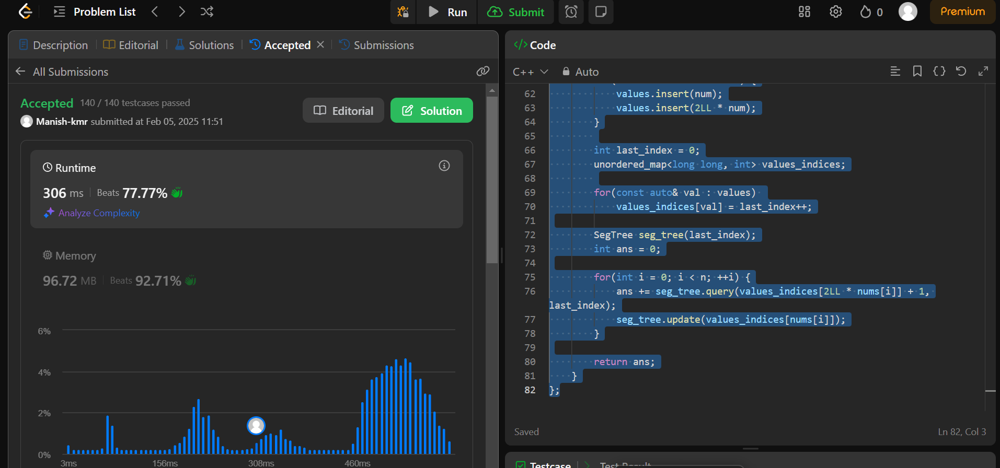 Problem List
Run
Submit
0
Premium
Description
Editorial
Solutions
Accepted
Submissions
All Submissions
Accepted 140 / 140 testcases passed
Manish-kmr submitted at Feb 05, 2025 11:51
Editorial
Solution
Runtime
306 ms Beats 77.77%
Analyze Complexity
Memory
96.72 MB Beats 92.71%
6%
4%
2%
0%
3ms 156ms 308ms 460ms
</> Code
C++ Auto
62 values.insert(num);
63 values.insert(2LL * num);
64 }
65
66 int last_index = 0;
67 unordered_map<long long, int> values_indices;
68
69 for(const auto& val : values)
70 values_indices[val] = last_index++;
71
72 SegTree seg_tree(last_index);
73 int ans = 0;
74
75 for(int i = 0; i < n; ++i) {
76 ans += seg_tree.query(values_indices[2LL * nums[i]] + 1,
last_index);
77 seg_tree.update(values_indices[nums[i]]);
78 }
79
80 return ans;
81 }
82 };
Saved
Ln 82, Col 3
Testcase
Test Result